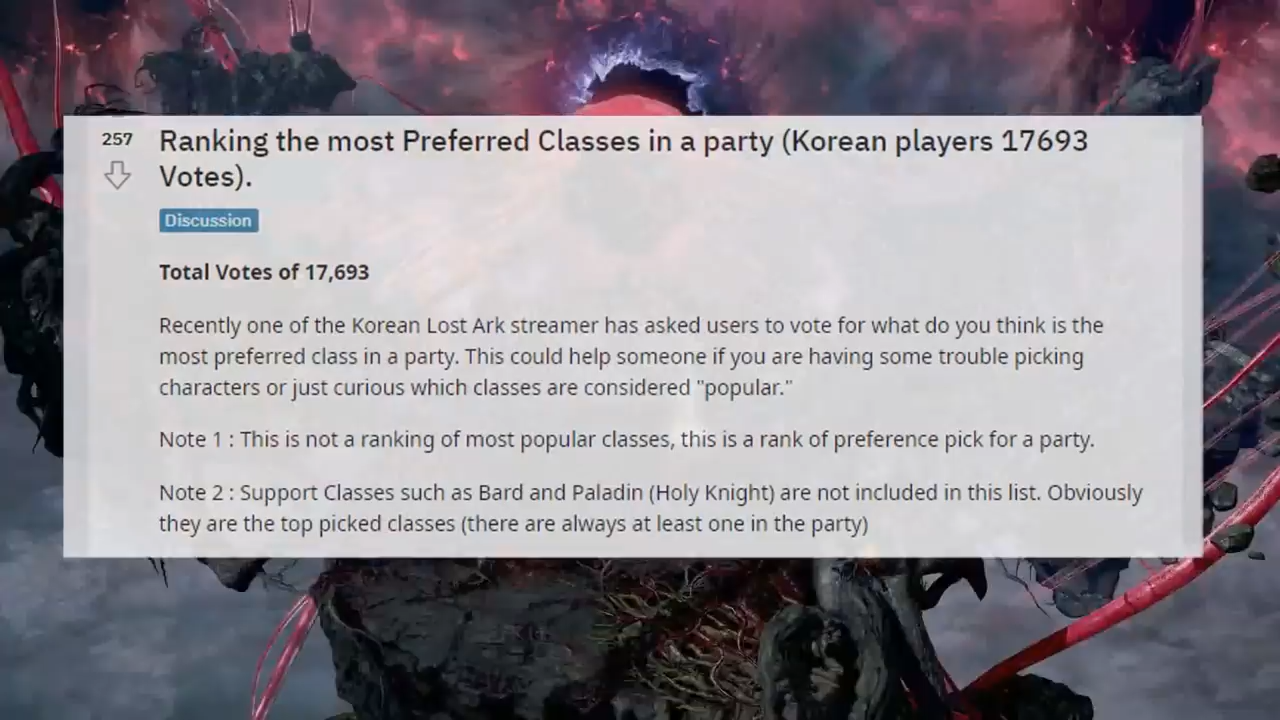 257
Ranking the most Preferred Classes in a party (Korean players 17693
Votes).
Discussion
Total Votes of 17,693
Recently one of the Korean Lost Ark streamer has asked users to vote for what do you think is the
most preferred class in a party. This could help someone if you are having some trouble picking
characters or just curious which classes are considered "popular."
Note 1 : This is not a ranking of most popular classes, this is a rank of preference pick for a party.
Note 2 : Support Classes such as Bard and Paladin (Holy Knight) are not included in this list. Obviously
they are the top picked classes (there are always at least one in the party)